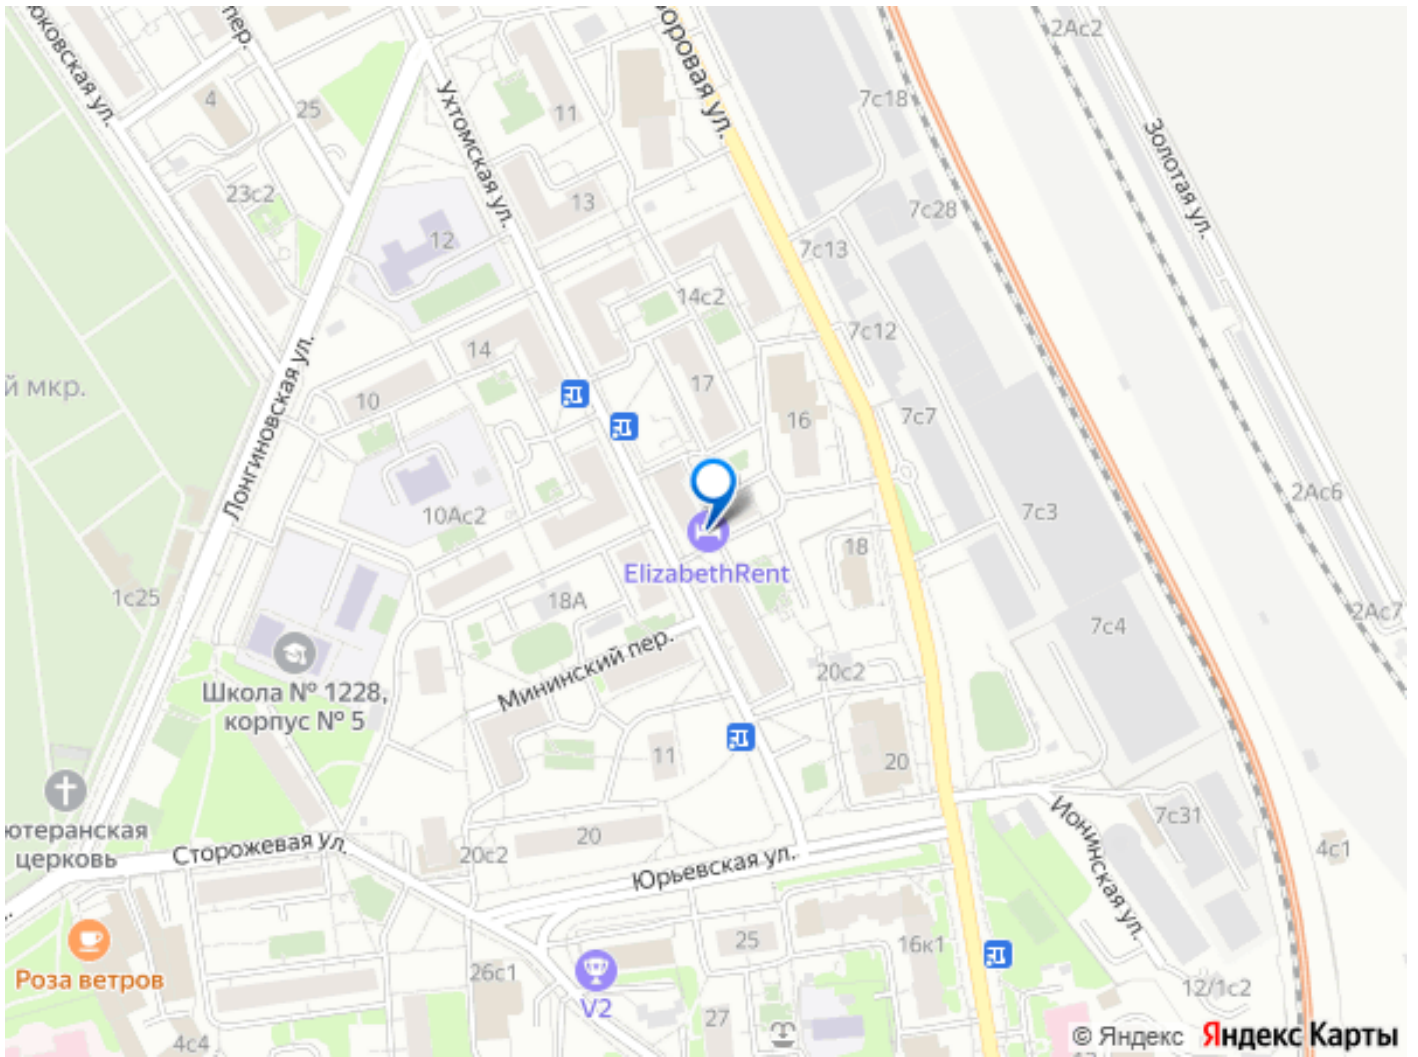 2Ас2
оковская ул.
пер.
4
25
11
Ухтомская ул.
оровая ул.
7с18
Золотая ул.
23с2
12
13
7с28
7с13
14с2
7с12
14
Лонгиновская ул.
й мкр.
10
17
16
7с7
2Ас6
10Ас2
7с3
18
ElizabethRent
1с25
18А
2Ас7
7с4
Мининский пер.
20с2
Школа № 1228,
корпус № 5
11
20
ютеранская
церковь
Сторожевая ул.
20с2
20
Юрьевская ул.
Ионинская ул.
7с31
4с1
Роза ветров
26с1
V2
25
16к1
12/1с2
27
4с4
© Яндекс Яндекс Карты